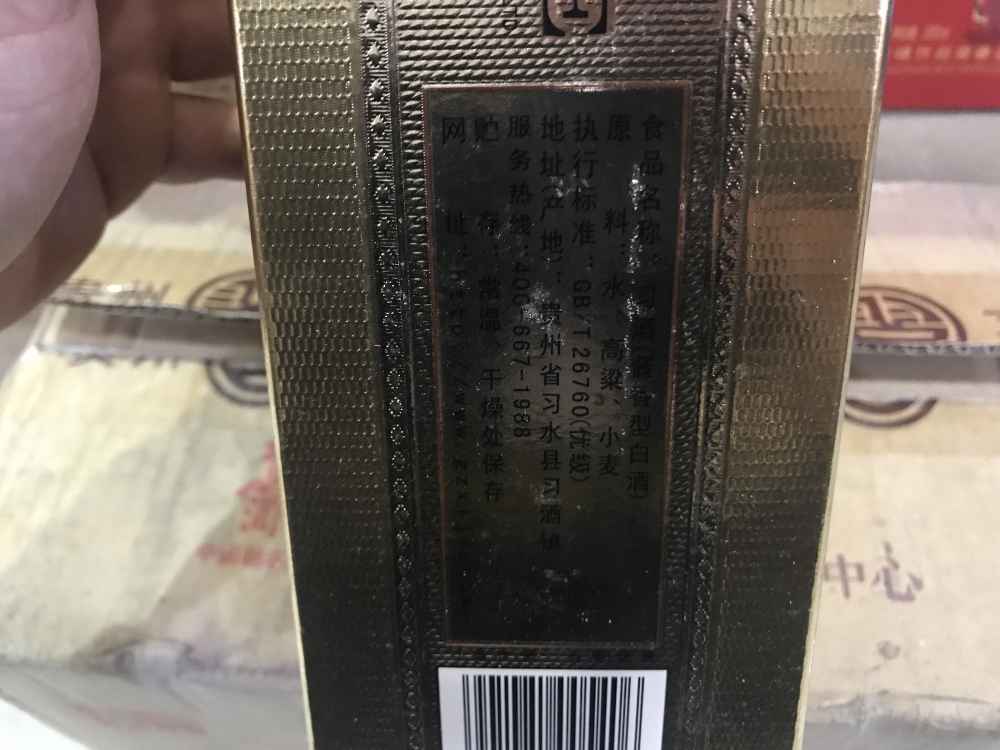 食品名称：酱香型白酒
原料：水、高粱、小麦
执行标准：GB/T26760(优级)
地址(产地)：贵州省习水县习酒镇
服务热线：400-667-1988
贮存：常温、干燥处保存
网址：http://www.gzxi
中心